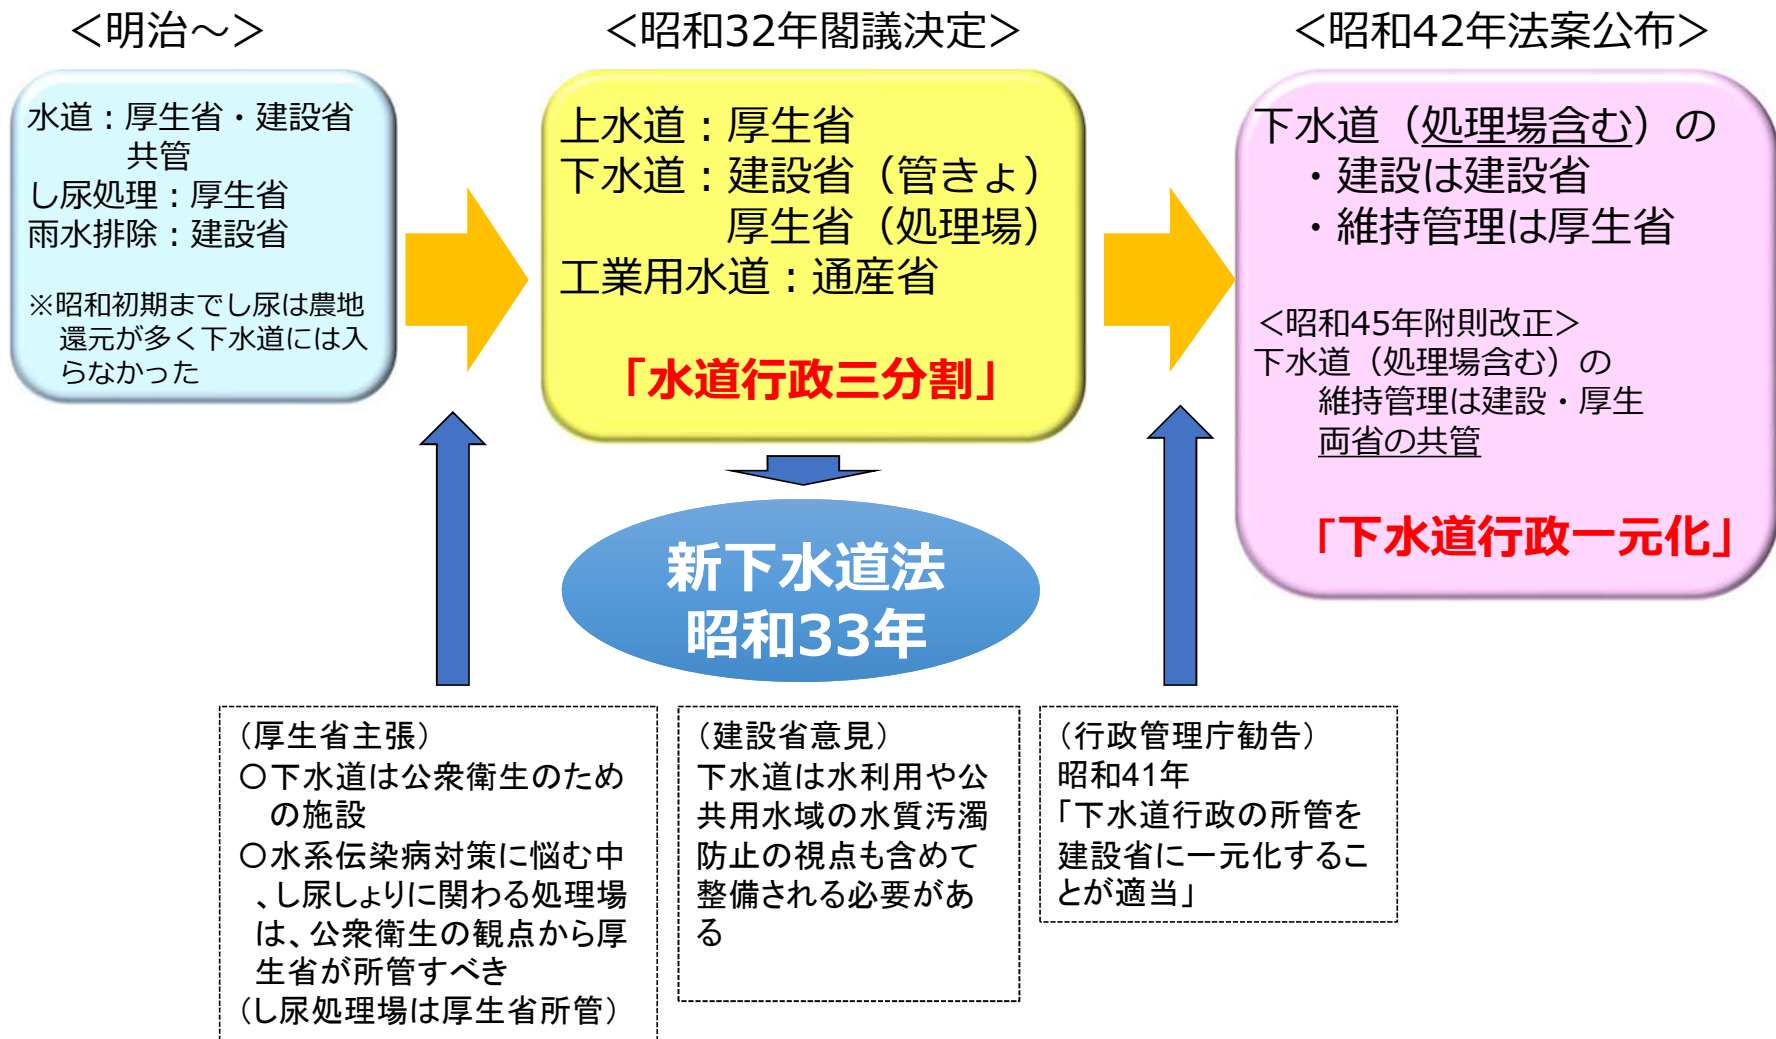 ＜明治～＞
水道：厚生省・建設省
共管
し尿処理：厚生省
雨水排除：建設省
※昭和初期までし尿は農地
還元が多く下水道には入
らなかった
＜昭和32年閣議決定＞
上水道：厚生省
下水道：建設省（管きょ）
厚生省（処理場）
工業用水道：通産省
「水道行政三分割」
新下水道法
昭和33年
＜昭和42年法案公布＞
下水道（処理場含む）の
・建設は建設省
・維持管理は厚生省
＜昭和45年附則改正＞
下水道（処理場含む）の
維持管理は建設・厚生
両省の共管
「下水道行政一元化」
（厚生省主張）
○下水道は公衆衛生のため
の施設
○水系伝染病対策に悩む中
、し尿しょりに関わる処理場
は、公衆衛生の観点から厚
生省が所管すべき
（し尿処理場は厚生省所管）
（建設省意見）
下水道は水利用や公
共用水域の水質汚濁
防止の視点も含めて
整備される必要があ
る
（行政管理庁勧告）
昭和41年
「下水道行政の所管を
建設省に一元化するこ
とが適当」